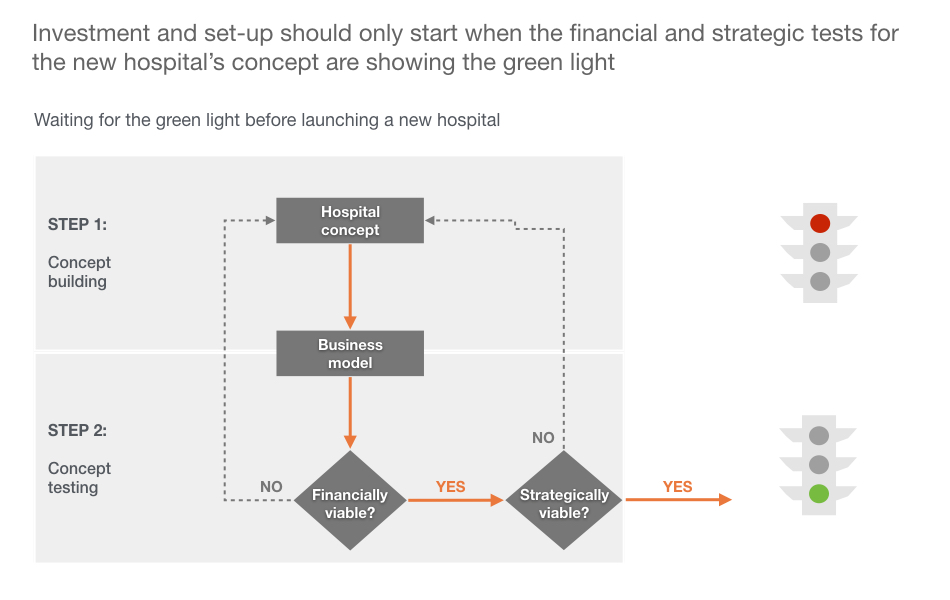 Investment and set-up should only start when the financial and strategic tests for
the new hospital’s concept are showing the green light
Waiting for the green light before launching a new hospital
STEP 1:
Concept
building
Hospital
concept
Business
model
STEP 2:
Concept
testing
NO
Financially
viable?
YES
NO
Strategically
viable?
YES